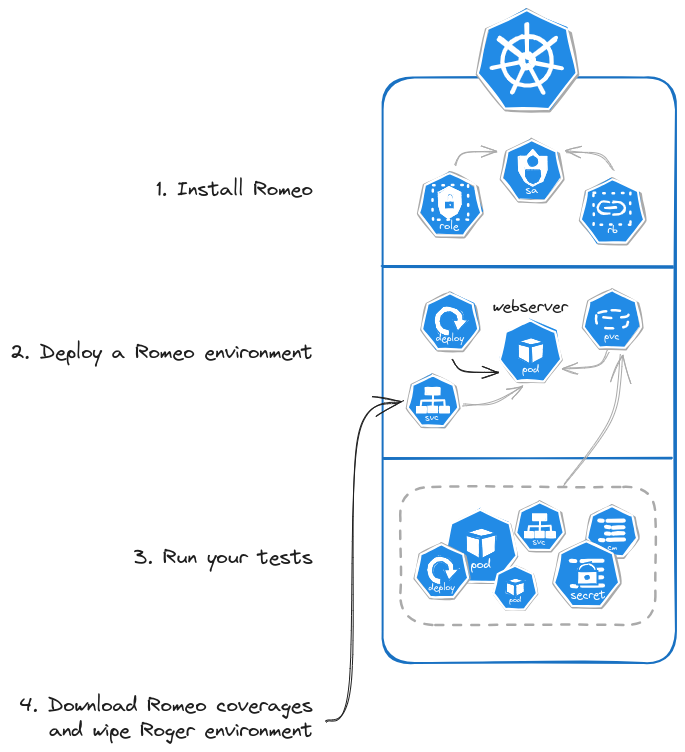 1. Install Romeo
sa
role
rb
2. Deploy a Romeo environment
webserver
deploy
pod
pvc
svc
3. Run your tests
pod
svc
cm
deploy
pod
secret
4. Download Romeo coverages
and wipe Roger environment